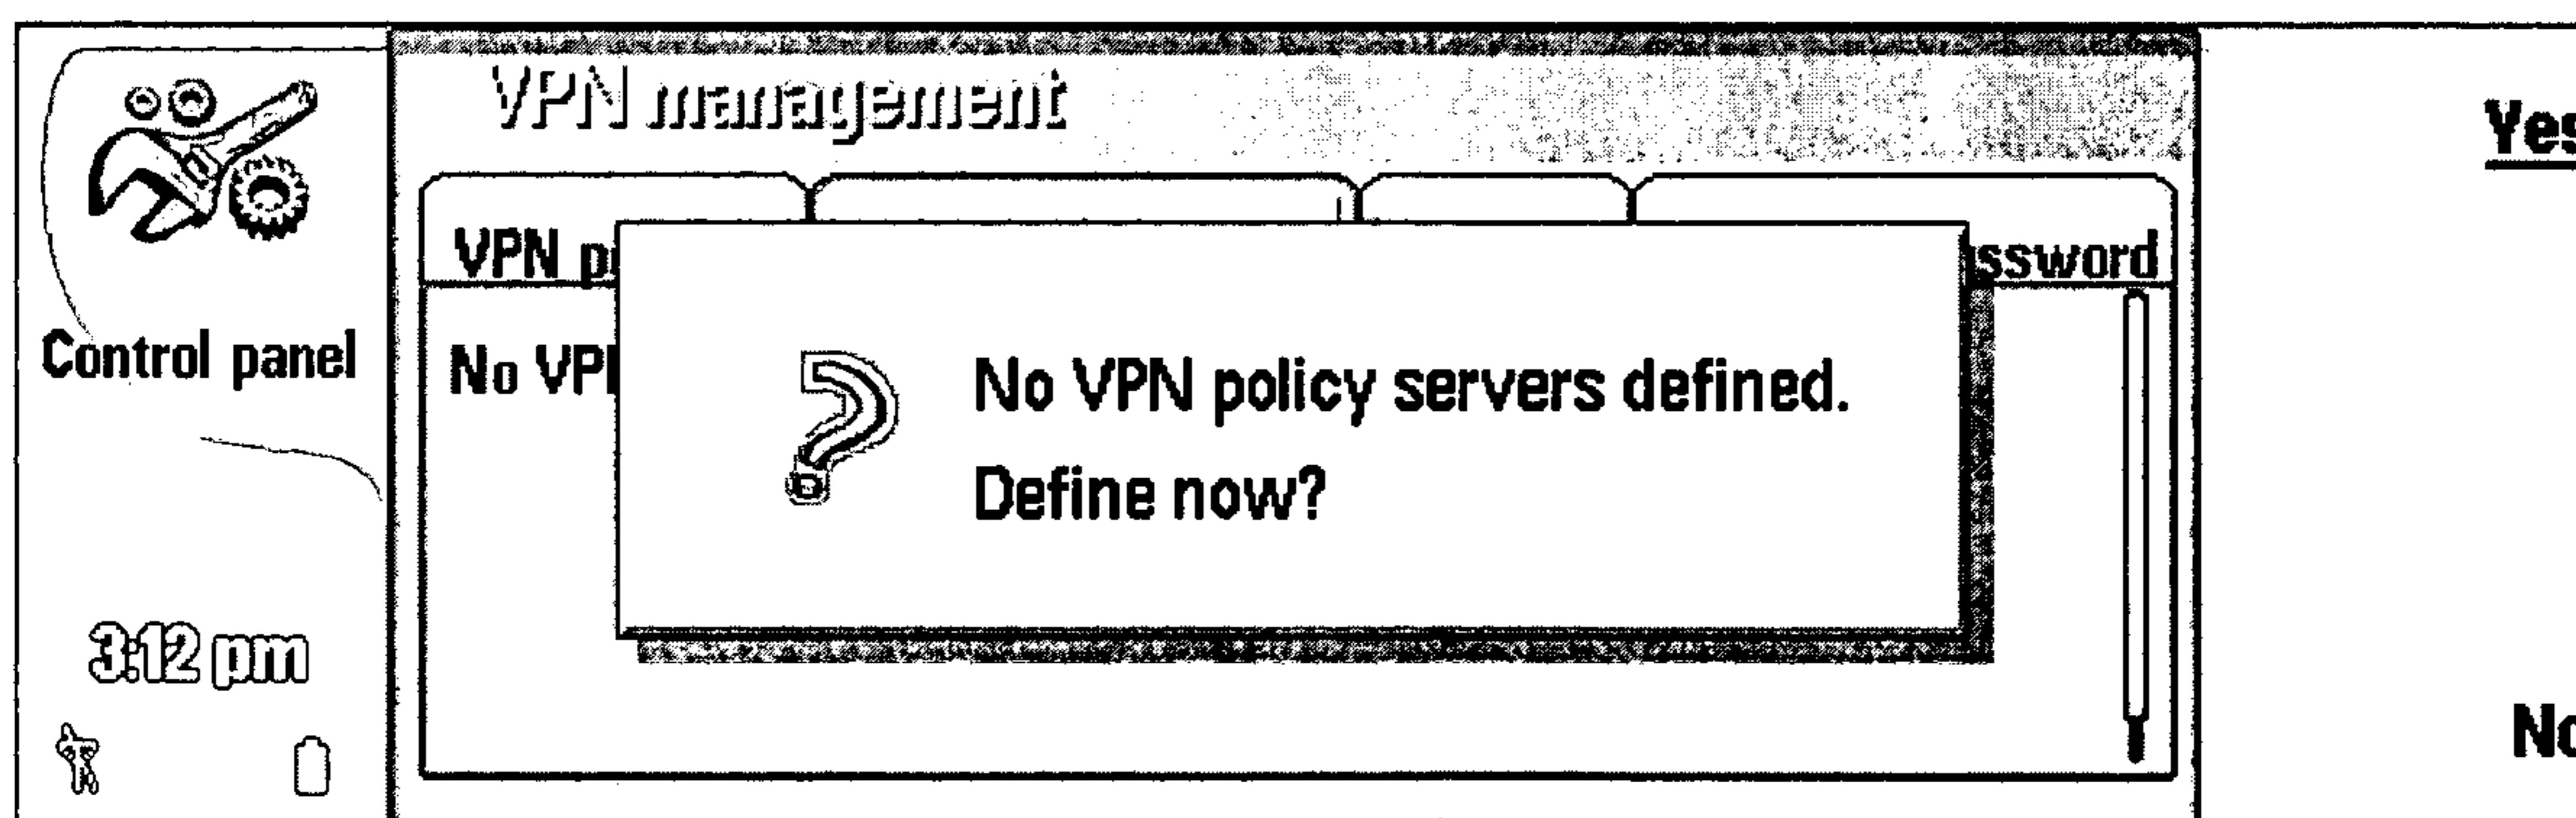 VPN management
Yes
VPN
ssword
Control panel
No
No VPN policy servers defined.
Define now?
3:12 pm
No